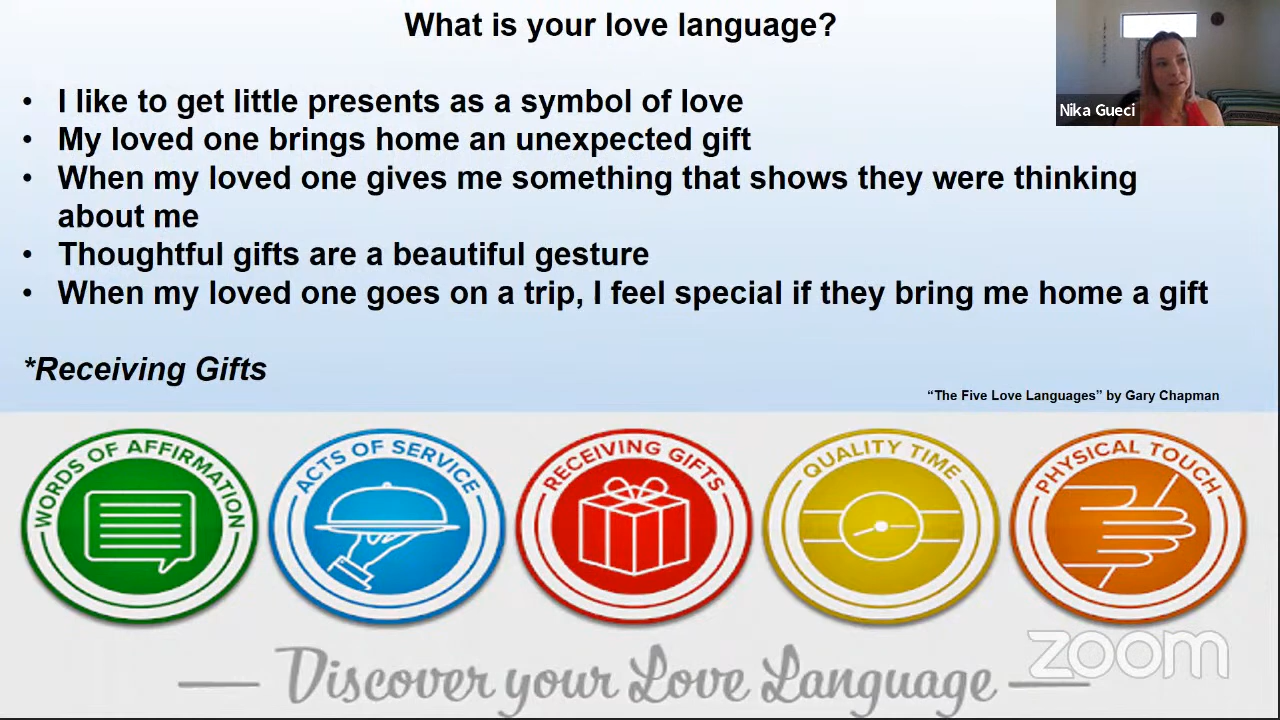 What is your love language?
Nika Gueci
• I like to get little presents as a symbol of love
• My loved one brings home an unexpected gift
• When my loved one gives me something that shows they were thinking
about me
• Thoughtful gifts are a beautiful gesture
• When my loved one goes on a trip, I feel special if they bring me home a gift
*Receiving Gifts
“The Five Love Languages” by Gary Chapman
WORDS OF AFFIRMATION
ACTS OF SERVICE
RECEIVING GIFTS
QUALITY TIME
PHYSICAL TOUCH
zoom
Discover your Love Language